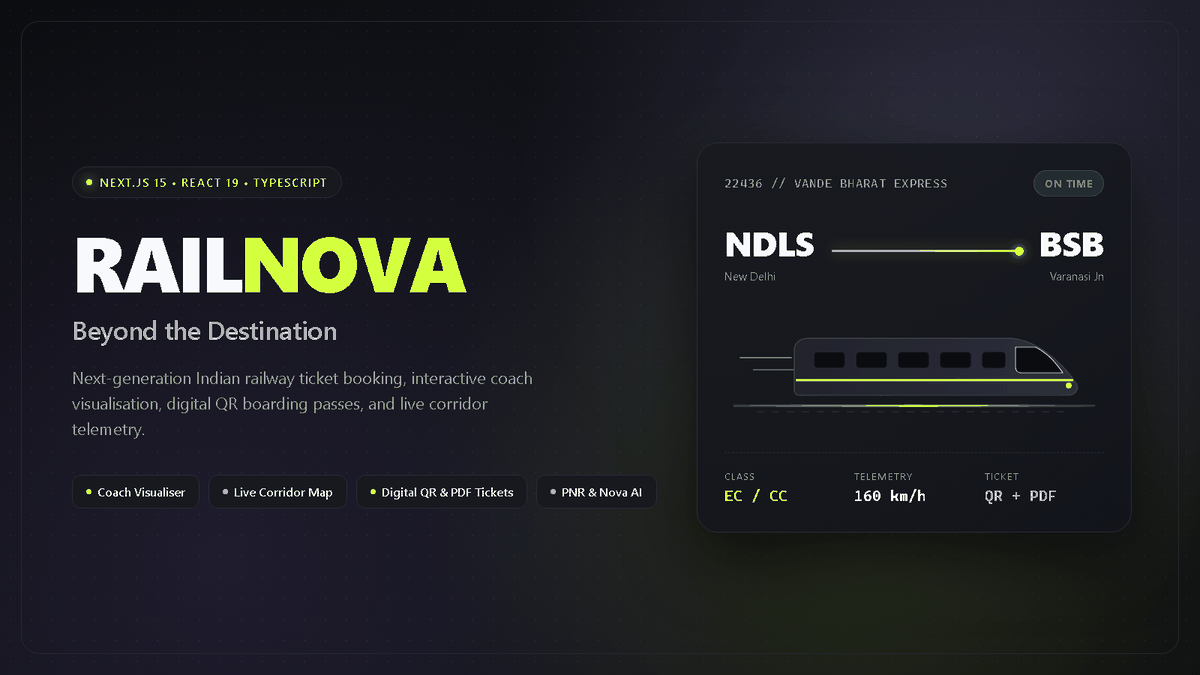 NEXT.JS 15 • REACT 19 • TYPESCRIPT
RAILNOVA
Beyond the Destination
Next-generation Indian railway ticket booking, interactive coach
visualisation, digital QR boarding passes, and live corridor
telemetry.
Coach Visualiser
Live Corridor Map
Digital QR & PDF Tickets
PNR & Nova AI
22436 // VANDE BHARAT EXPRESS
ON TIME
NDLS
BSB
New Delhi
Varanasi Jn
CLASS
TELEMETRY
TICKET
EC / CC
160 km/h
QR + PDF